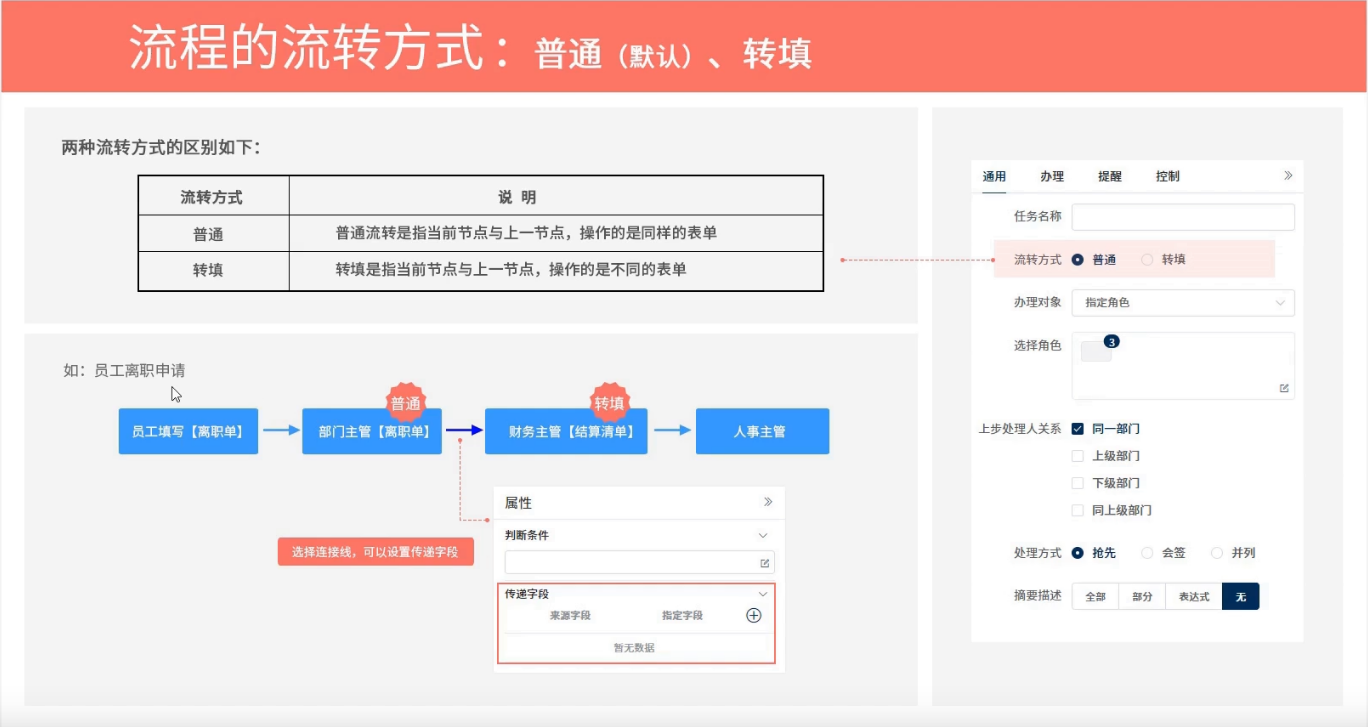 流程的流转方式：普通（默认）、转填
两种流转方式的区别如下：
流转方式 说 明
普通 普通流转是指当前节点与上一节点，操作的是同样的表单
转填 转填是指当前节点与上一节点，操作的是不同的表单
如：员工离职申请
普通 转填
员工填写【离职单】 部门主管【离职单】 财务主管【结算清单】 人事主管
选择连接线，可以设置传递字段
属性
判断条件
传递字段
来源字段 指定字段
暂无数据
通用 办理 提醒 控制
任务名称
流转方式 普通 转填
办理对象 指定角色
选择角色 3
上步处理人关系 同一部门
上级部门
下级部门
同上级部门
处理方式 抢先 会签 并列
摘要描述 全部 部分 表达式 无